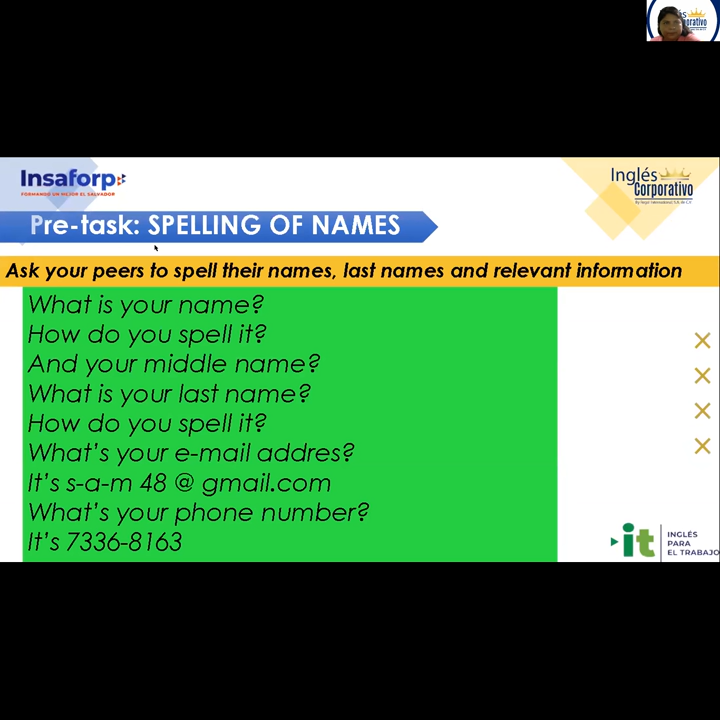 Insaforp
FORMANDO UN MEJOR EL SALVADOR
Inglés
Corporativo
Pre-task: SPELLING OF NAMES
Ask your peers to spell their names, last names and relevant information
What is your name?
How do you spell it?
And your middle name?
What is your last name?
How do you spell it?
What's your e-mail addres?
It's s-a-m 48 @ gmail.com
What's your phone number?
It's 7336-8163
it
INGLÉS
PARA
EL TRABAJO